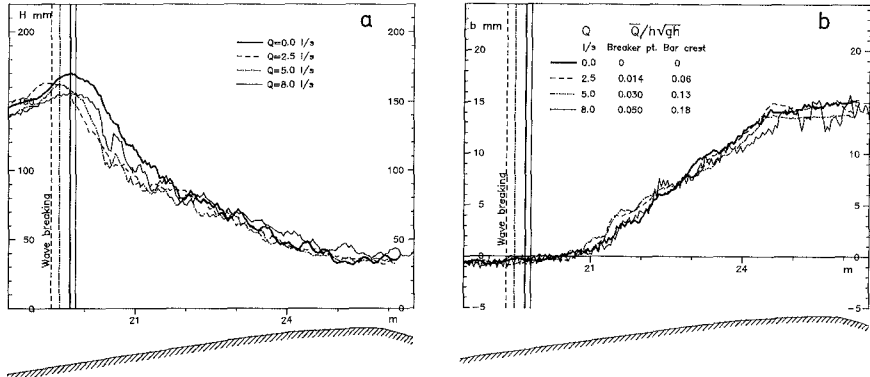 H mm
a
200
200
Q=0.0 l/s
Q=2.5 l/s
Q=5.0 l/s
Q=8.0 l/s
150
150
100
100
50
50
0
0
Wave breaking
21
24
m
b mm
b
Q
Q̅/h√gh
l/s Breaker pt. Bar crest
0.0 0 0
2.5 0.014 0.06
5.0 0.030 0.13
8.0 0.050 0.18
20
20
15
15
10
10
5
5
0
0
-5
-5
Wave breaking
21
24
m